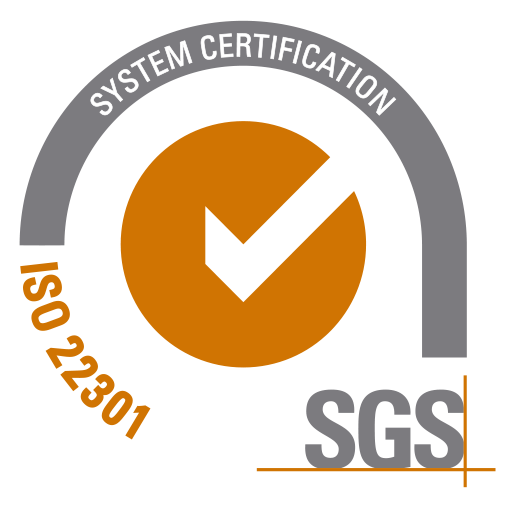 SYSTEM CERTIFICATION
ISO 22301
SGS